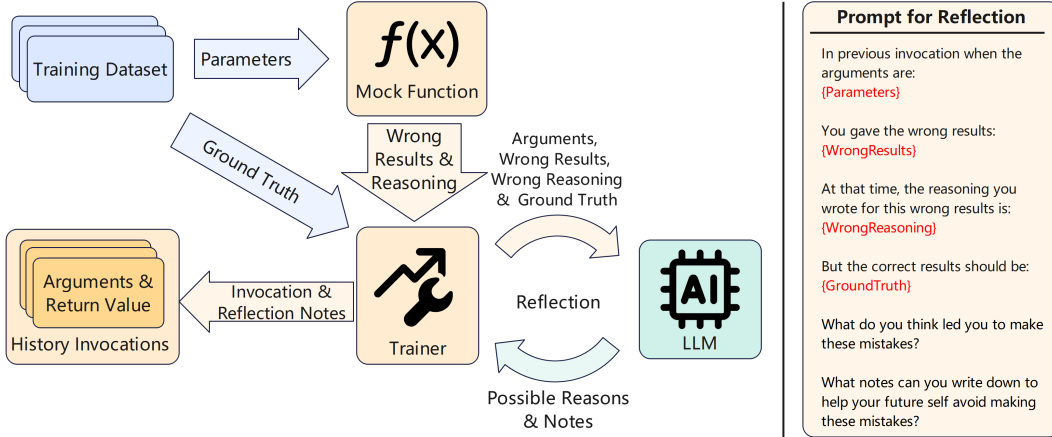 Training Dataset
Parameters
f(x)
Mock Function
Ground Truth
Wrong
Results &
Reasoning
Arguments,
Wrong Results,
Wrong Reasoning
& Ground Truth
Arguments &
Return Value
History Invocations
Invocation &
Reflection Notes
Trainer
Reflection
AI
LLM
Possible Reasons
& Notes
Prompt for Reflection
In previous invocation when the
arguments are:
{Parameters}
You gave the wrong results:
{WrongResults}
At that time, the reasoning you
wrote for this wrong results is:
{WrongReasoning}
But the correct results should be:
{GroundTruth}
What do you think led you to make
these mistakes?
What notes can you write down to
help your future self avoid making
these mistakes?